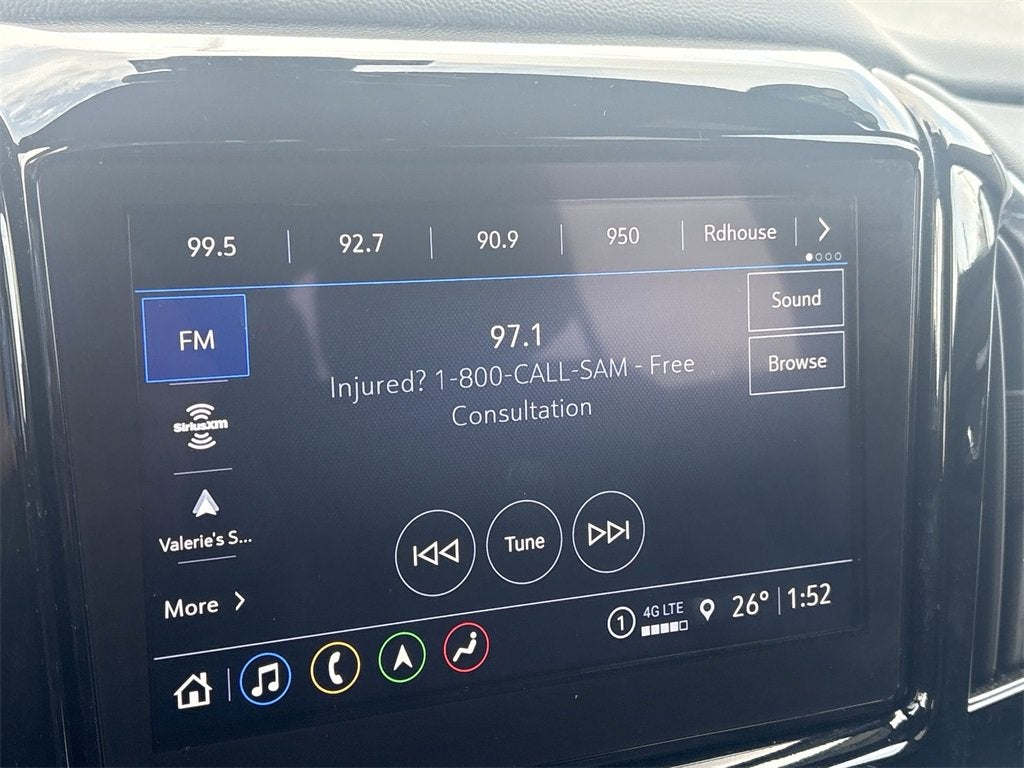 99.5 92.7 90.9 950 Rdhouse
FM
97.1
Sound
Injured? 1-800-CALL-SAM - Free
Consultation
Browse
SiriusXM
Valerie's S...
Tune
More
1 4G LTE 26° 1:52